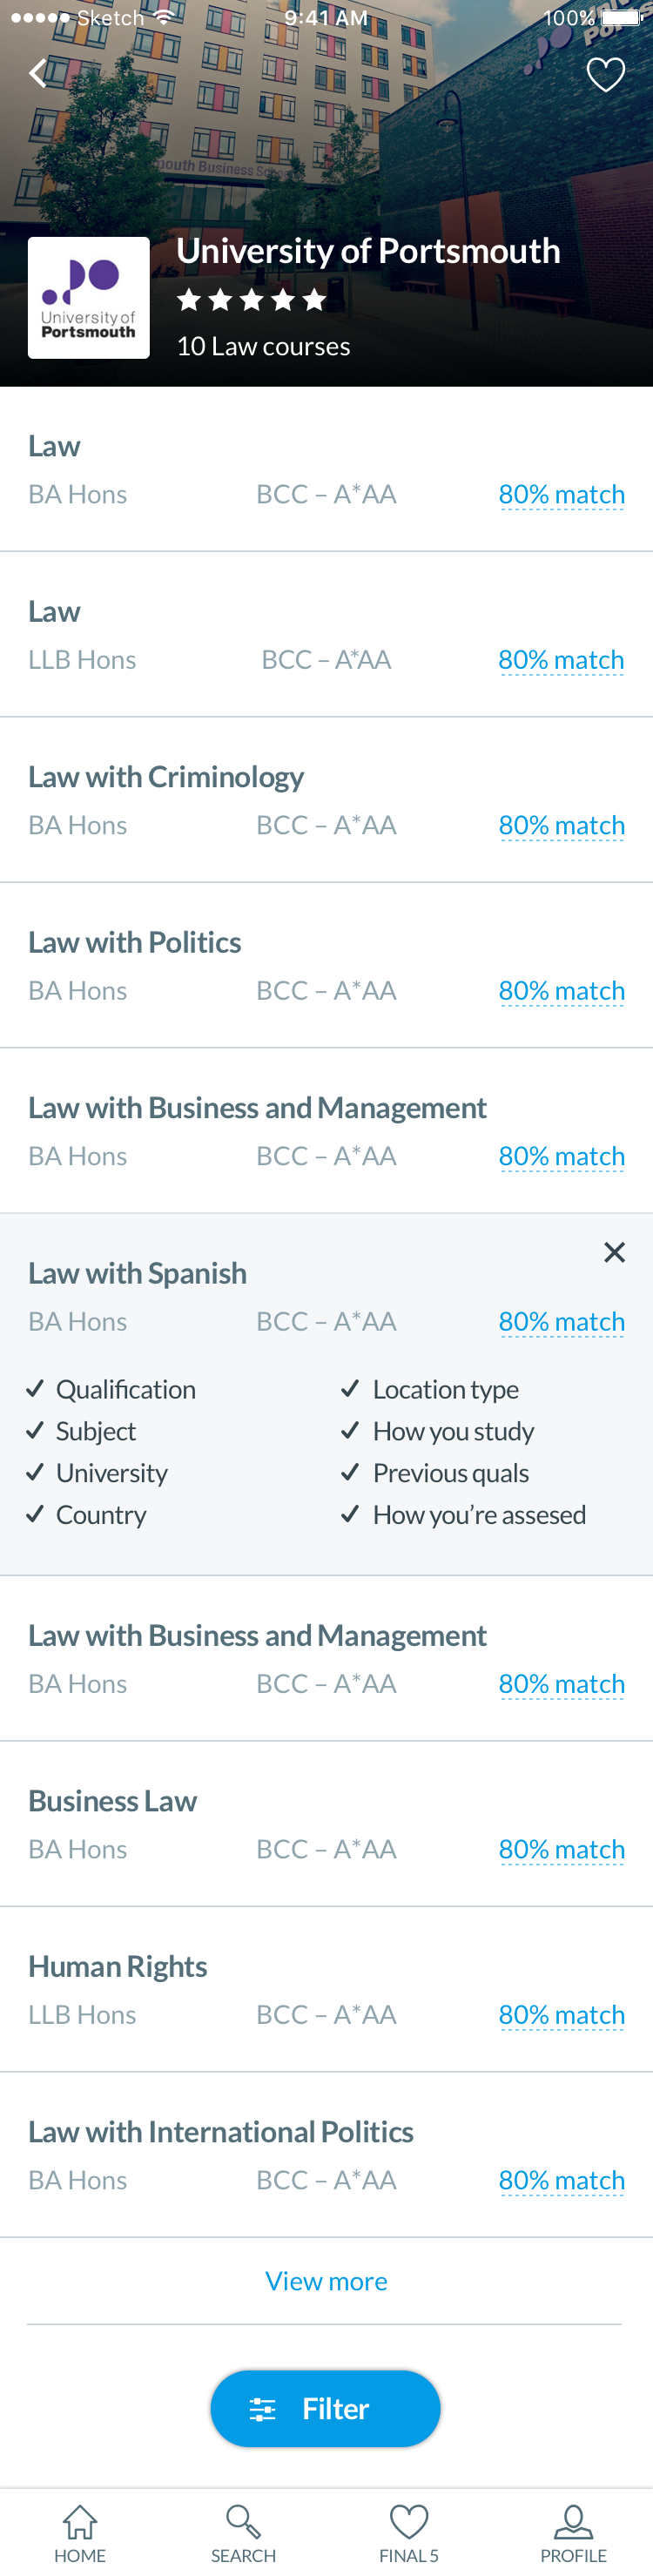 Sketch 9:41 AM 100%
mouth Business School
University of Portsmouth
University of
Portsmouth
10 Law courses
Law
BA Hons BCC – A*AA 80% match
Law
LLB Hons BCC – A*AA 80% match
Law with Criminology
BA Hons BCC – A*AA 80% match
Law with Politics
BA Hons BCC – A*AA 80% match
Law with Business and Management
BA Hons BCC – A*AA 80% match
Law with Spanish
BA Hons BCC – A*AA 80% match
Qualification Location type
Subject How you study
University Previous quals
Country How you're assesed
Law with Business and Management
BA Hons BCC – A*AA 80% match
Business Law
BA Hons BCC – A*AA 80% match
Human Rights
LLB Hons BCC – A*AA 80% match
Law with International Politics
BA Hons BCC – A*AA 80% match
View more
Filter
HOME SEARCH FINAL 5 PROFILE